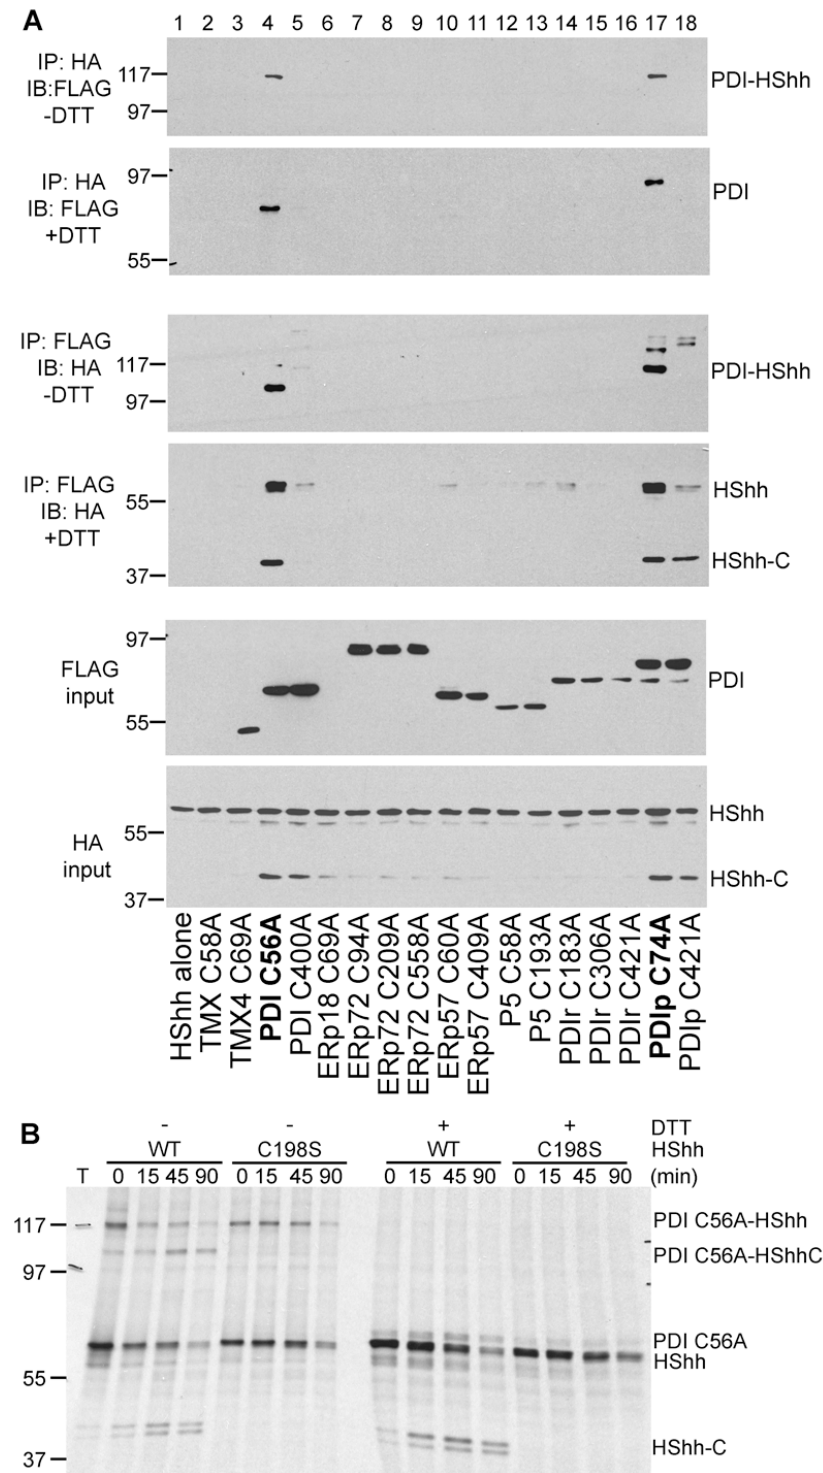 A
1 2 3 4 5 6 7 8 9 10 11 12 13 14 15 16 17 18
IP: HA
IB:FLAG
-DTT
117
97
PDI-HShh
IP: HA
IB: FLAG
+DTT
97
55
PDI
IP: FLAG
IB: HA
-DTT
117
97
PDI-HShh
IP: FLAG
IB: HA
+DTT
55
37
HShh
HShh-C
FLAG
input
97
55
PDI
HA
input
55
37
HShh
HShh-C
HShh alone
TMX C58A
TMX4 C69A
PDI C56A
PDI C400A
ERp18 C69A
ERp72 C94A
ERp72 C209A
ERp72 C558A
ERp57 C60A
ERp57 C409A
P5 C58A
P5 C193A
PDIr C183A
PDIr C306A
PDIr C421A
PDIp C74A
PDIp C421A
B
- - + + DTT
WT C198S WT C198S HShh
T 0 15 45 90 0 15 45 90 0 15 45 90 0 15 45 90 (min)
117
97
55
37
PDI C56A-HShh
PDI C56A-HShhC
PDI C56A
HShh
HShh-C